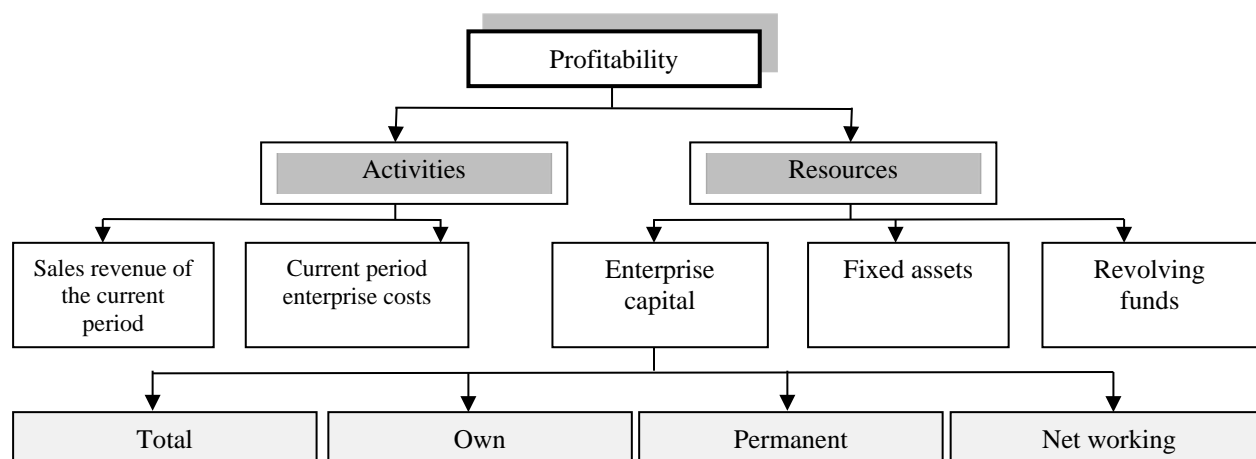 Profitability
Activities
Resources
Sales revenue of
the current
period
Current period
enterprise costs
Enterprise
capital
Fixed assets
Revolving
funds
Total
Own
Permanent
Net working